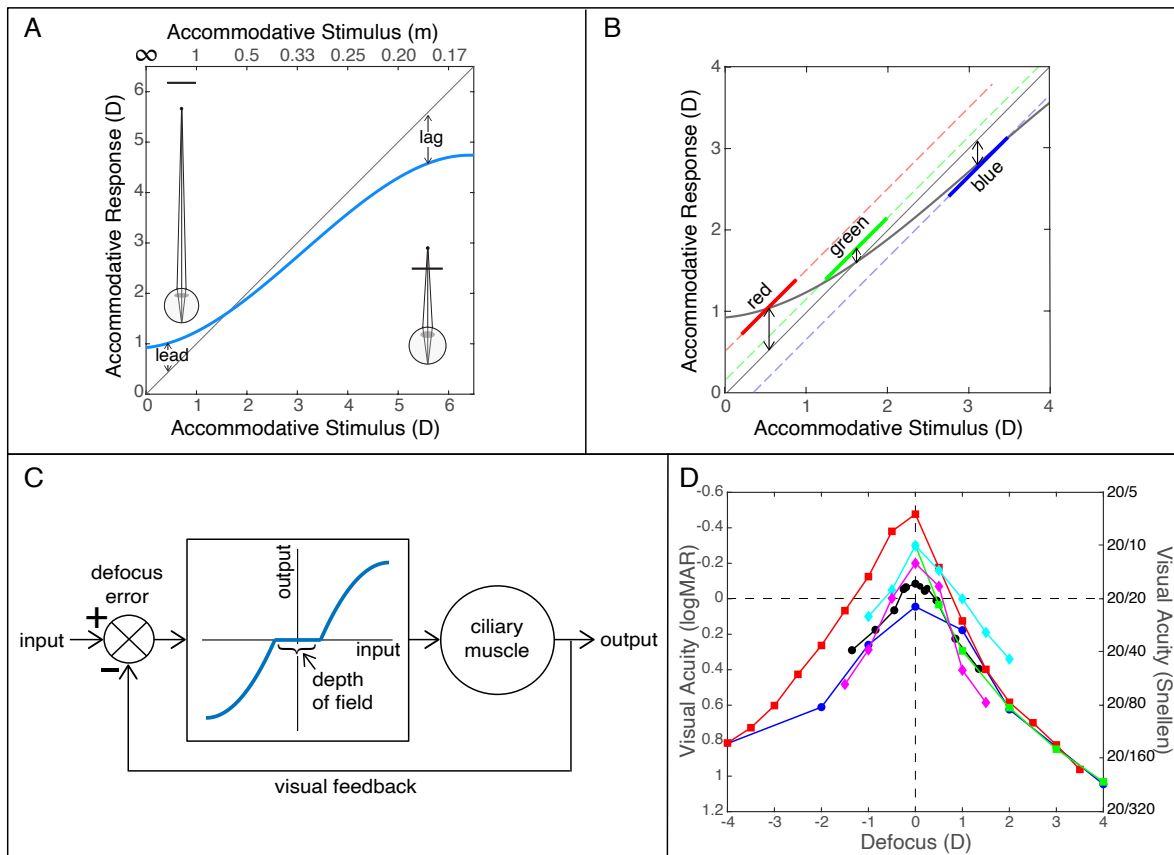 A
Accommodative Stimulus (m)
∞ 1 0.5 0.33 0.25 0.20 0.17
Accommodative Response (D)
6
5
4
3
2
1
0
lag
lead
0 1 2 3 4 5 6
Accommodative Stimulus (D)
B
Accommodative Response (D)
4
3
2
1
0
red
green
blue
0 1 2 3 4
Accommodative Stimulus (D)
C
defocus
error
input
+
−
output
input
depth
of field
ciliary
muscle
output
visual feedback
D
Visual Acuity (logMAR)
-0.6
-0.4
-0.2
0
0.2
0.4
0.6
0.8
1
1.2
20/5
20/10
20/20
20/40
20/80
20/160
20/320
Visual Acuity (Snellen)
-4 -3 -2 -1 0 1 2 3 4
Defocus (D)